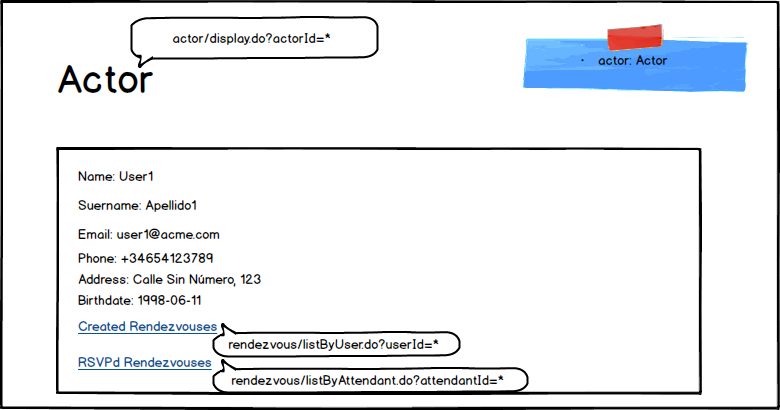 actor/display.do?actorId=*
Actor
· actor: Actor
Name: User1
Suername: Apellido1
Email: user1@acme.com
Phone: +34654123789
Address: Calle Sin Número, 123
Birthdate: 1998-06-11
Created Rendezvouses
rendezvous/listByUser.do?userId=*
RSVPd Rendezvouses
rendezvous/listByAttendant.do?attendantId=*